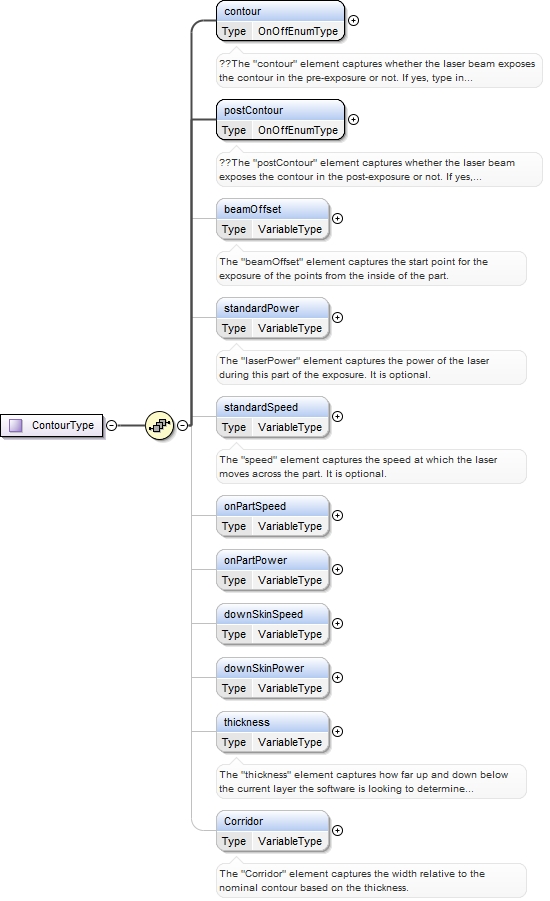 contour
Type OnOffEnumType
??The "contour" element captures whether the laser beam exposes
the contour in the pre-exposure or not. If yes, type in...
postContour
Type OnOffEnumType
??The "postContour" element captures whether the laser beam
exposes the contour in the post-exposure or not. If yes,...
beamOffset
Type VariableType
The "beamOffset" element captures the start point for the
exposure of the points from the inside of the part.
standardPower
Type VariableType
The "laserPower" element captures the power of the laser
during this part of the exposure. It is optional.
standardSpeed
Type VariableType
ContourType
The "speed" element captures the speed at which the laser
moves across the part. It is optional.
onPartSpeed
Type VariableType
onPartPower
Type VariableType
downSkinSpeed
Type VariableType
downSkinPower
Type VariableType
thickness
Type VariableType
The "thickness" element captures how far up and down below
the current layer the software is looking to determine...
Corridor
Type VariableType
The "Corridor" element captures the width relative to the
nominal contour based on the thickness.